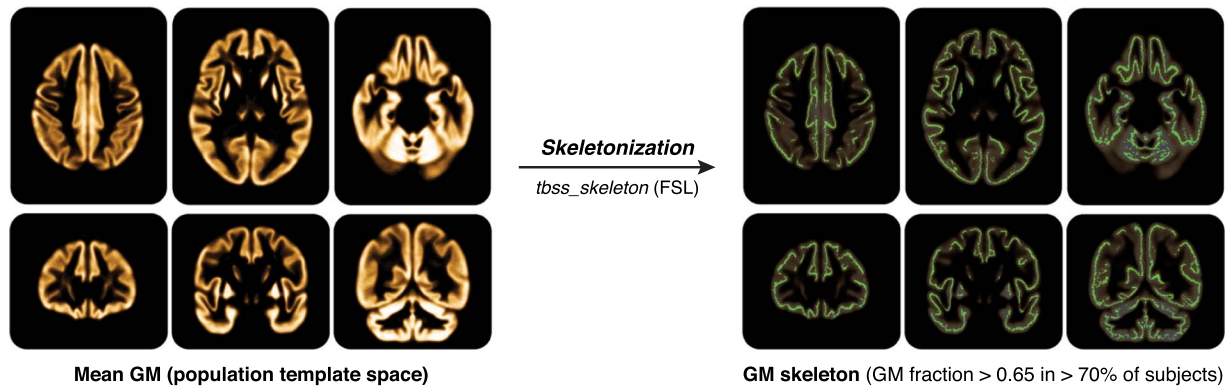 Skeletonization
tbss_skeleton (FSL)
Mean GM (population template space)
GM skeleton (GM fraction > 0.65 in > 70% of subjects)